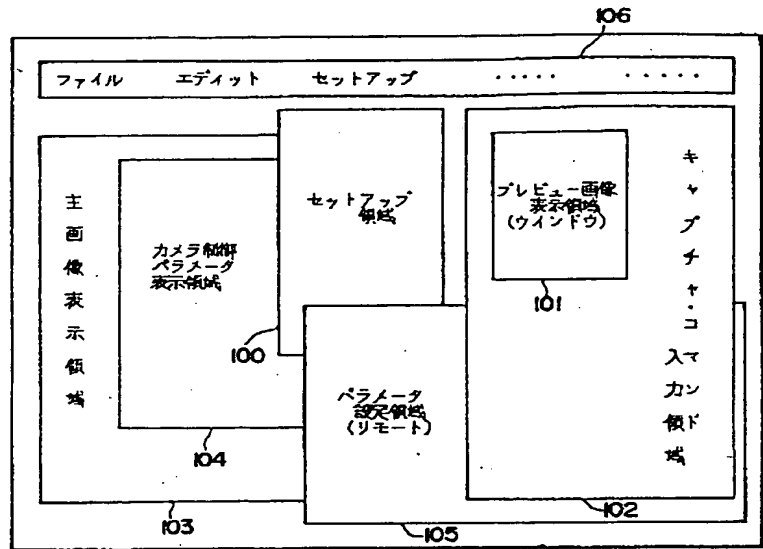 106
ファイル エディット セットアップ ‥‥‥ ‥‥‥
主画像表示領域
カメラ制御
パラメータ
表示領域
104
103
セットアップ
領域
100
プレビュー画像
表示領域
(ウインドウ)
101
キャプチャ・コマンド
入力領域
102
パラメータ
設定領域
(リモート)
105